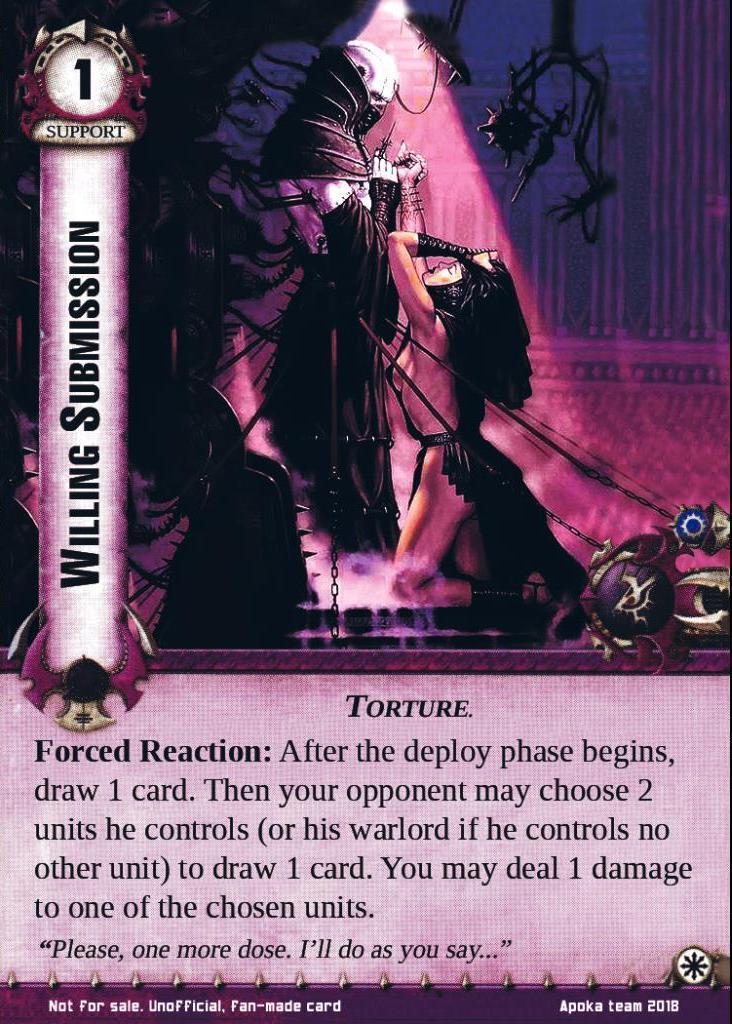 1
SUPPORT
WILLING SUBMISSION
TORTURE.
Forced Reaction: After the deploy phase begins,
draw 1 card. Then your opponent may choose 2
units he controls (or his warlord if he controls no
other unit) to draw 1 card. You may deal 1 damage
to one of the chosen units.
“Please, one more dose. I’ll do as you say...”
Not for sale. Unofficial, fan-made card
Apoka team 2018